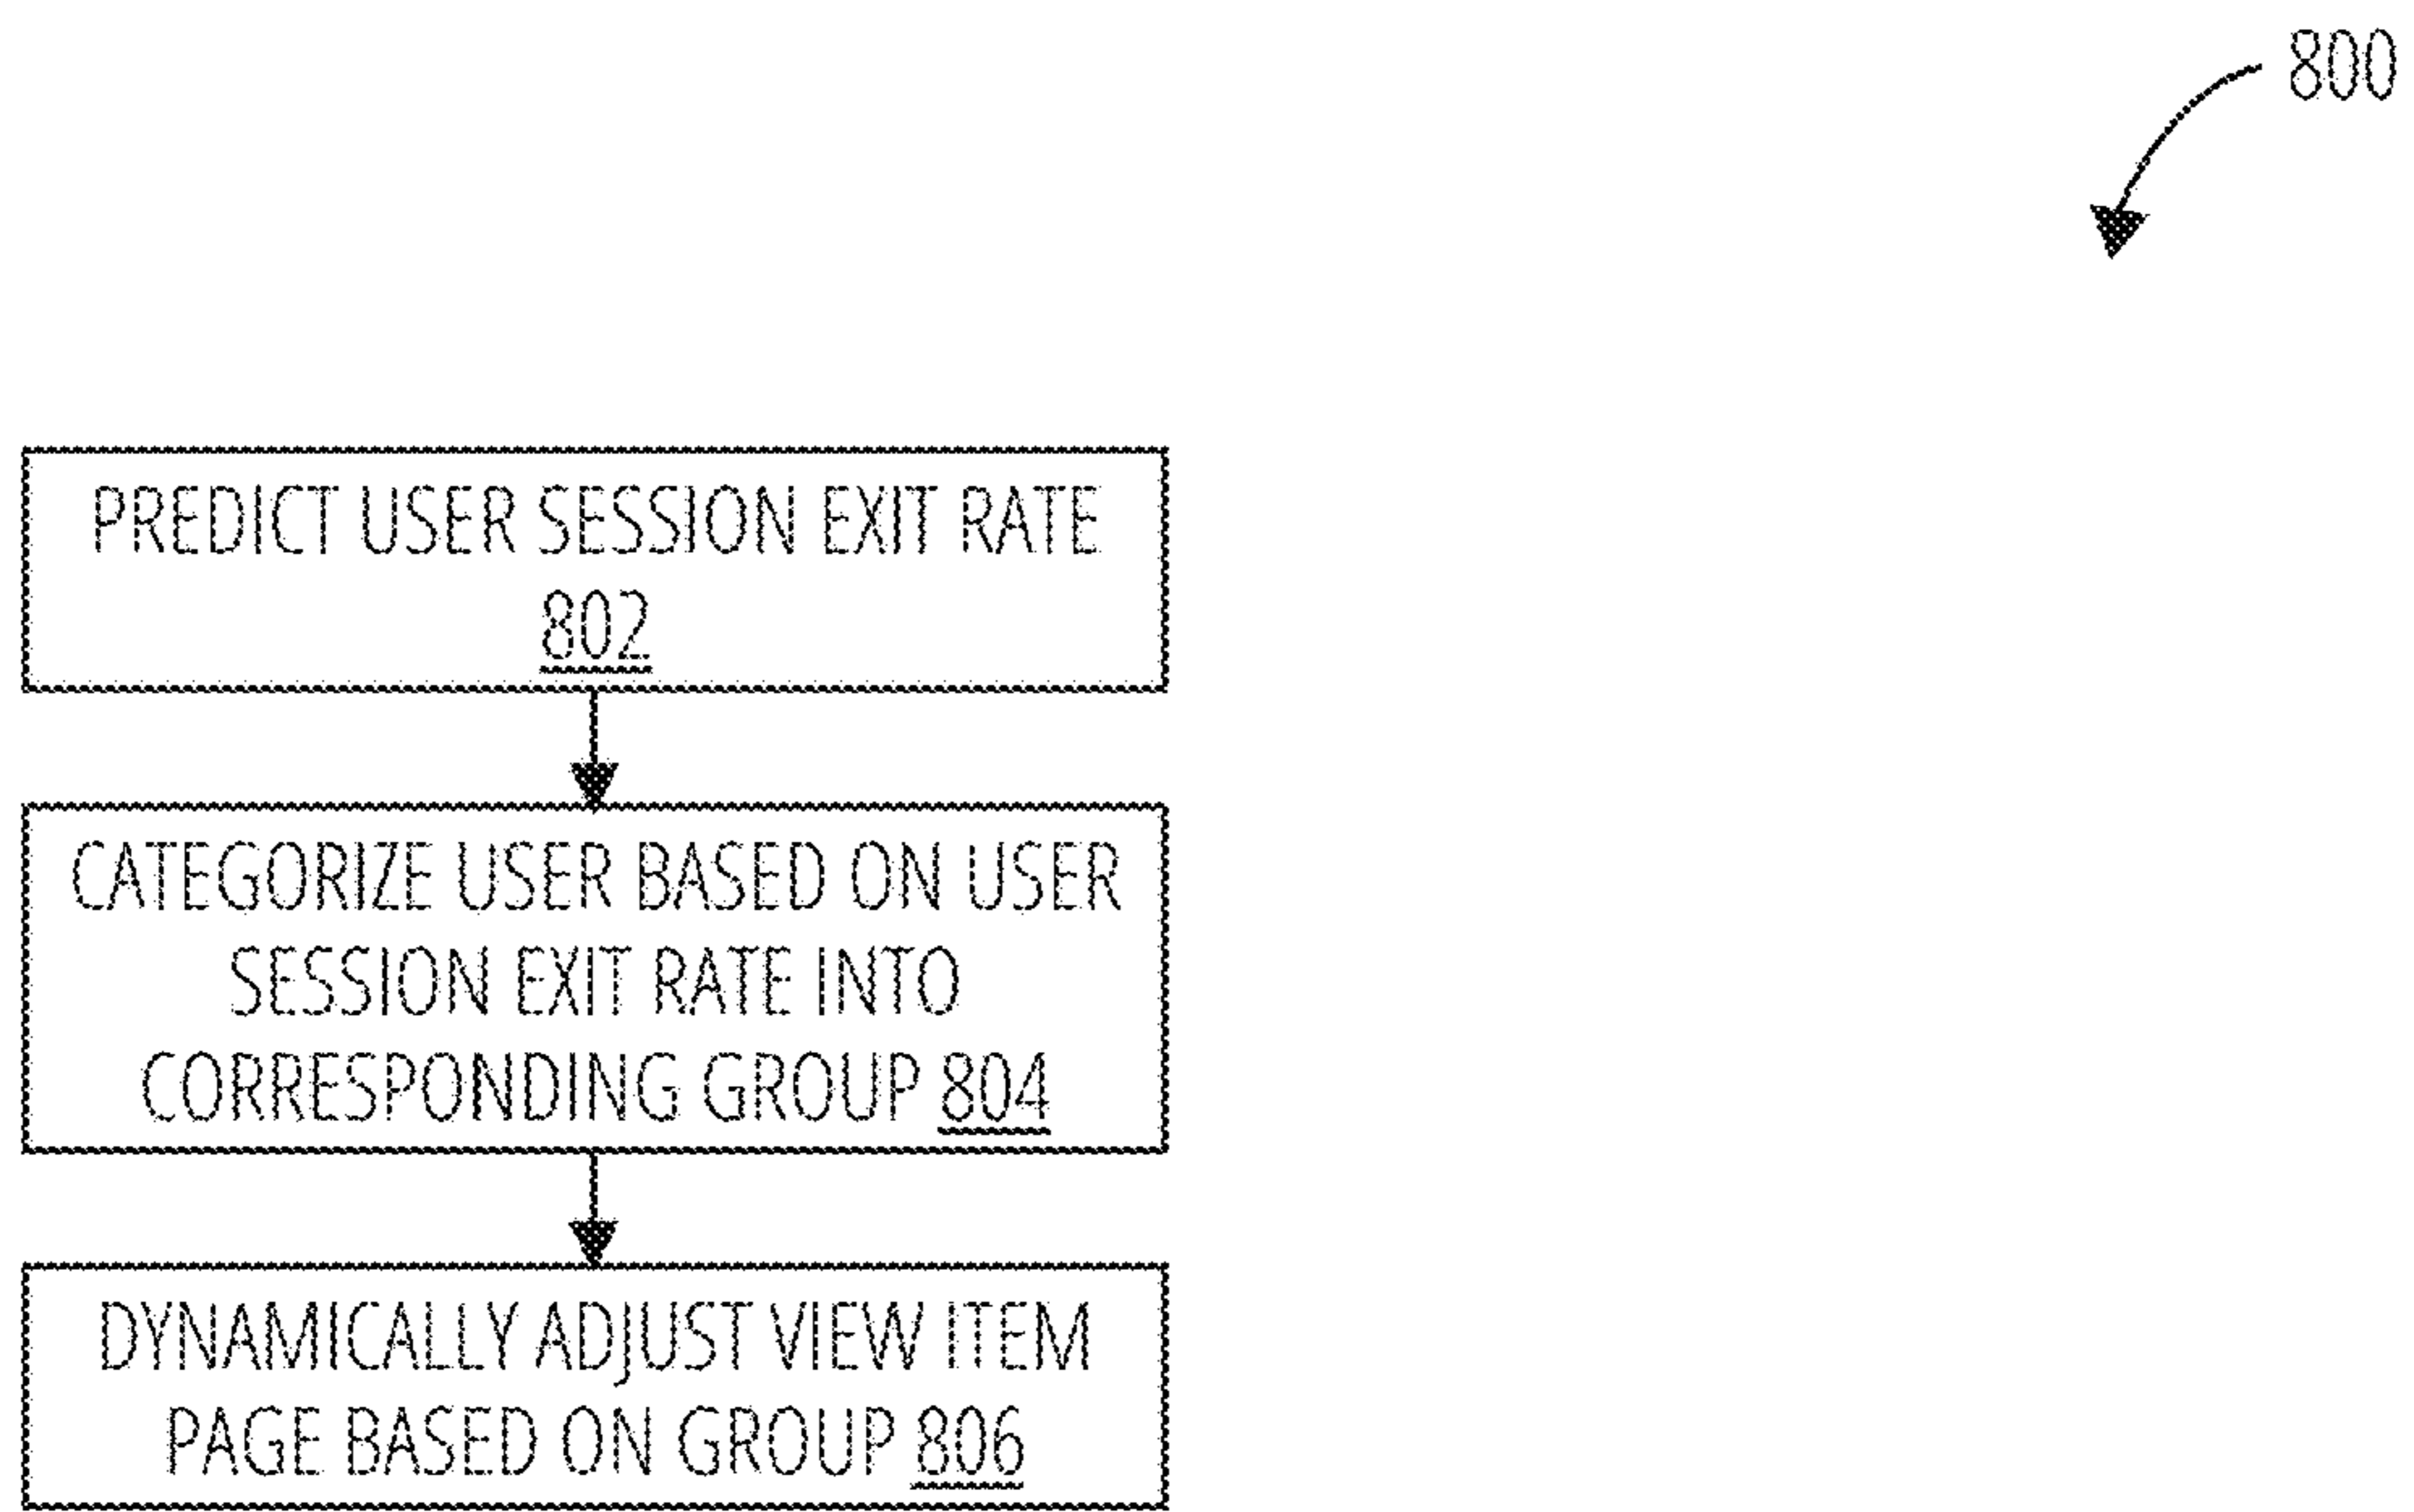 800
PREDICT USER SESSION EXIT RATE
802
CATEGORIZE USER BASED ON USER
SESSION EXIT RATE INTO
CORRESPONDING GROUP 804
DYNAMICALLY ADJUST VIEW ITEM
PAGE BASED ON GROUP 806